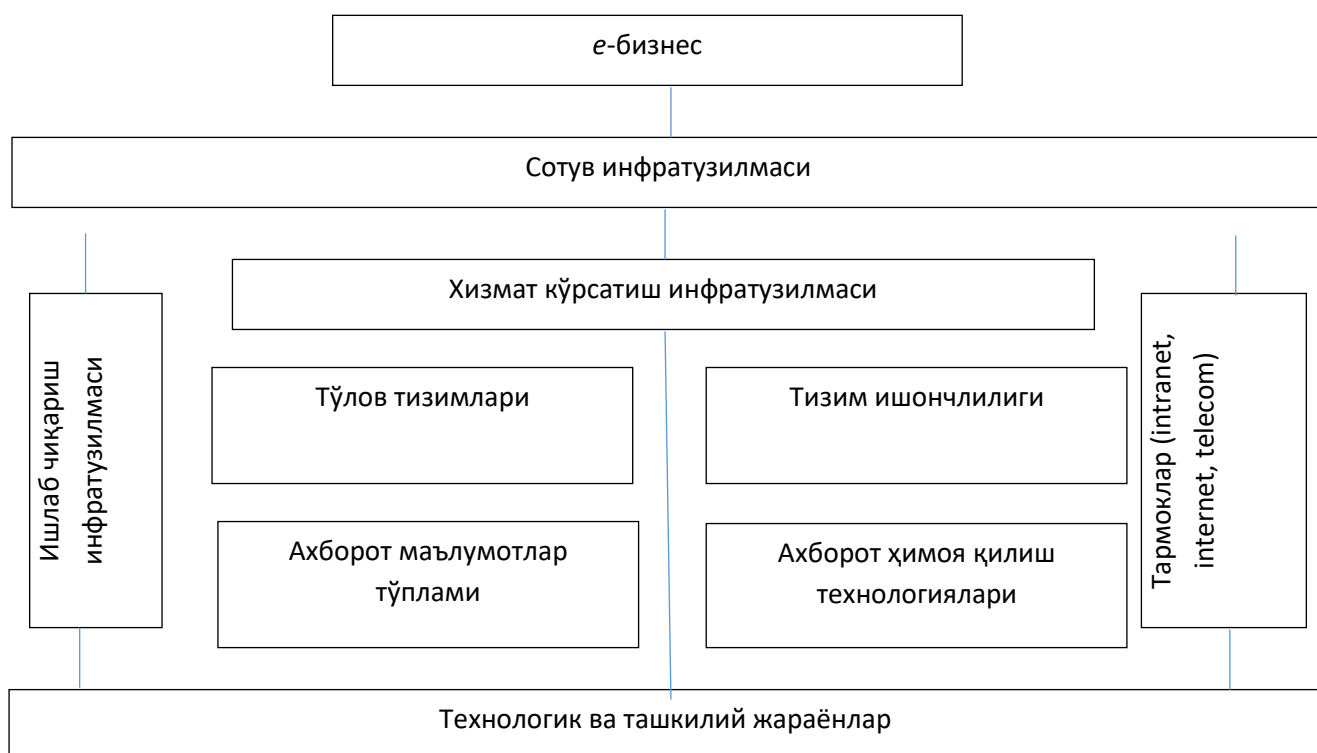 е-бизнес
Сотув инфратузилмаси
Хизмат кўрсатиш инфратузилмаси
Ишлаб чиқариш
инфратузилмаси
Тўлов тизимлари
Тизим ишончлилиги
Ахборот маълумотлар
тўплами
Ахборот ҳимоя қилиш
технологиялари
Тармоклар (intranet,
internet, telecom)
Технологик ва ташкилий жараёнлар